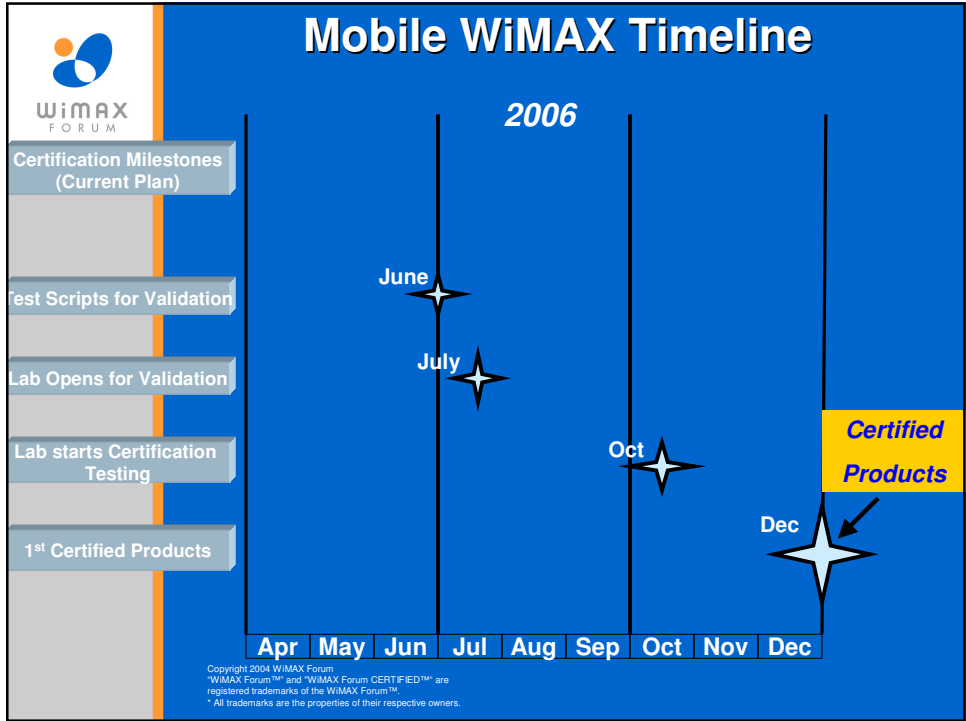 Mobile WiMAX Timeline
WiMAX
FORUM
2006
Certification Milestones
(Current Plan)
June
Test Scripts for Validation
July
Lab Opens for Validation
Oct
Lab starts Certification
Testing
Certified
Products
Dec
1st Certified Products
Apr May Jun Jul Aug Sep Oct Nov Dec
Copyright 2004 WiMAX Forum
"WiMAX Forum™" and "WiMAX Forum CERTIFIED™" are
registered trademarks of the WiMAX Forum™.
* All trademarks are the properties of their respective owners.